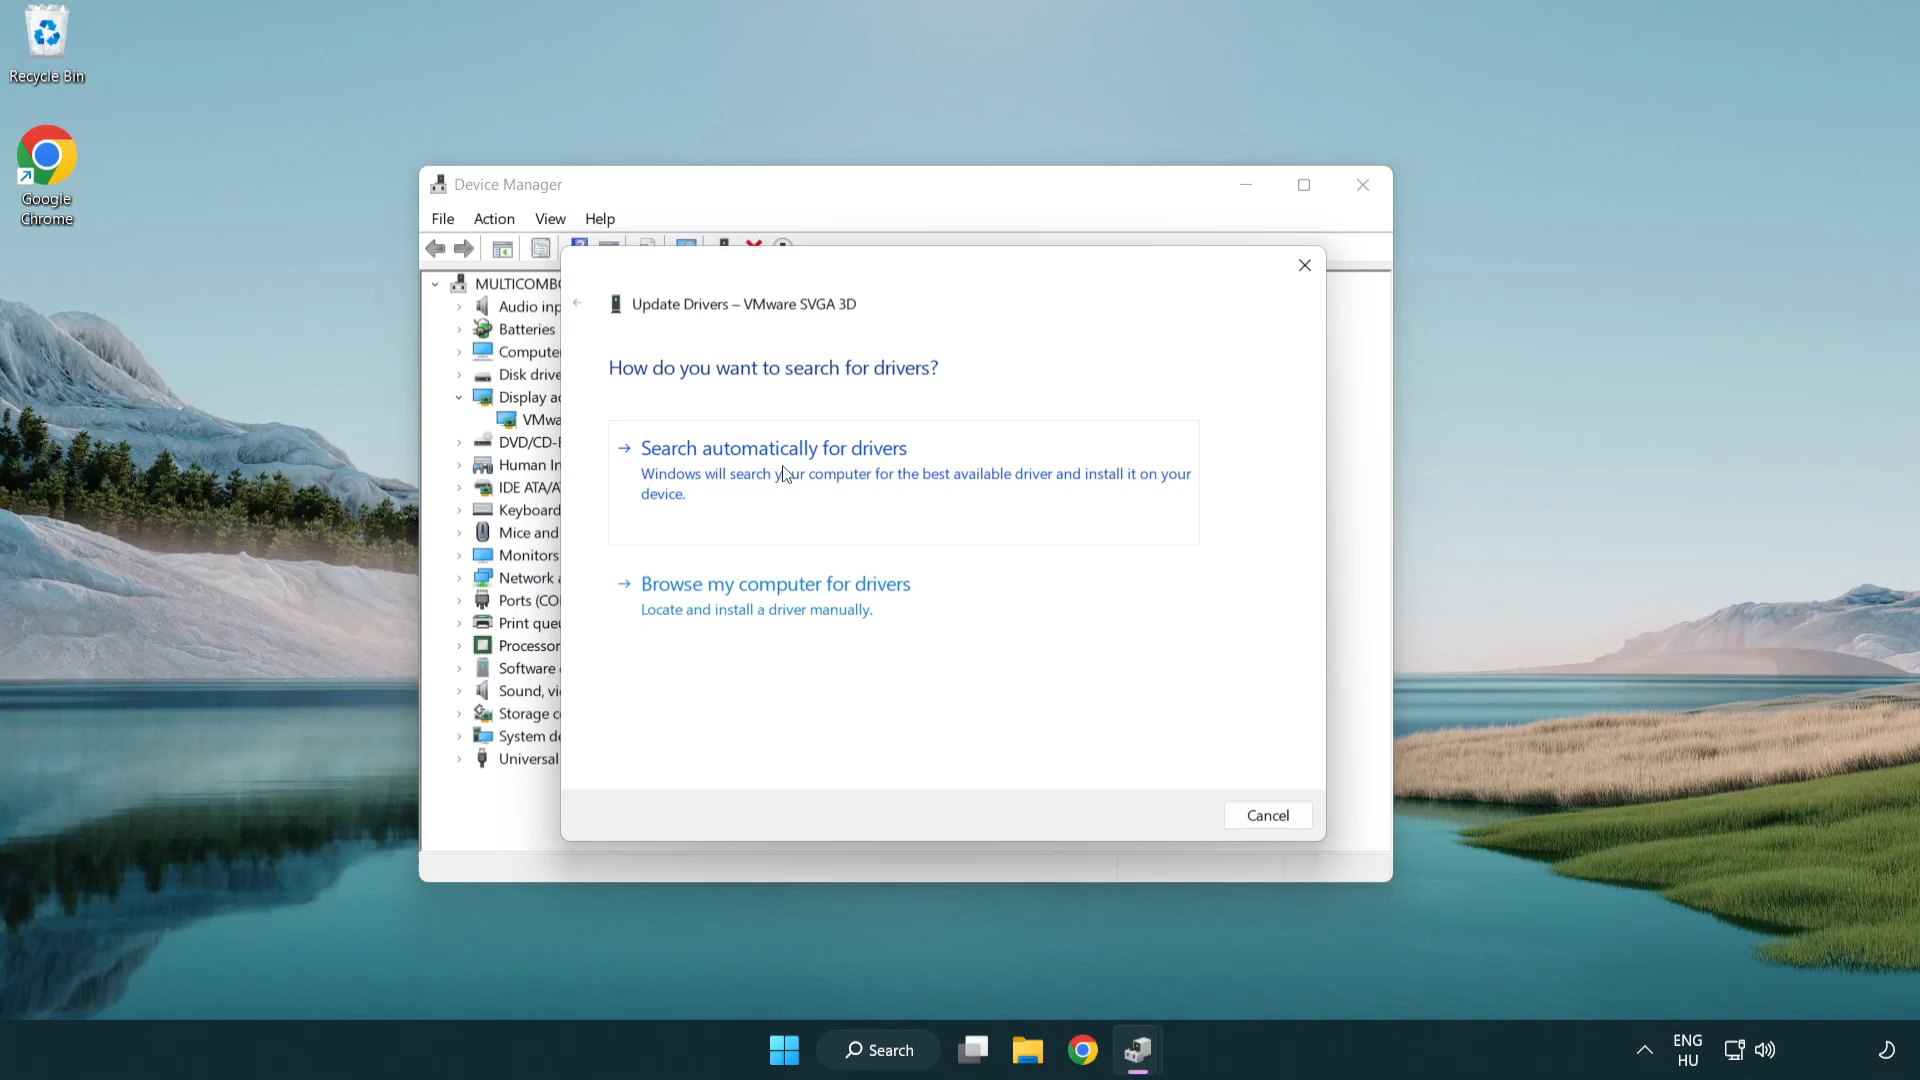 Recycle Bin
Google
Chrome
Device Manager
File Action View Help
MULTICOMBO
Audio inp
Batteries
Compute
Disk drive
Display a
VMwa
DVD/CD-
Human In
IDE ATA/A
Keyboard
Mice and
Monitors
Network
Ports (CO
Print que
Processor
Software
Sound, vi
Storage c
System de
Universal
Update Drivers – VMware SVGA 3D
How do you want to search for drivers?
Search automatically for drivers
Windows will search your computer for the best available driver and install it on your
device.
Browse my computer for drivers
Locate and install a driver manually.
Cancel
Search
ENG
HU